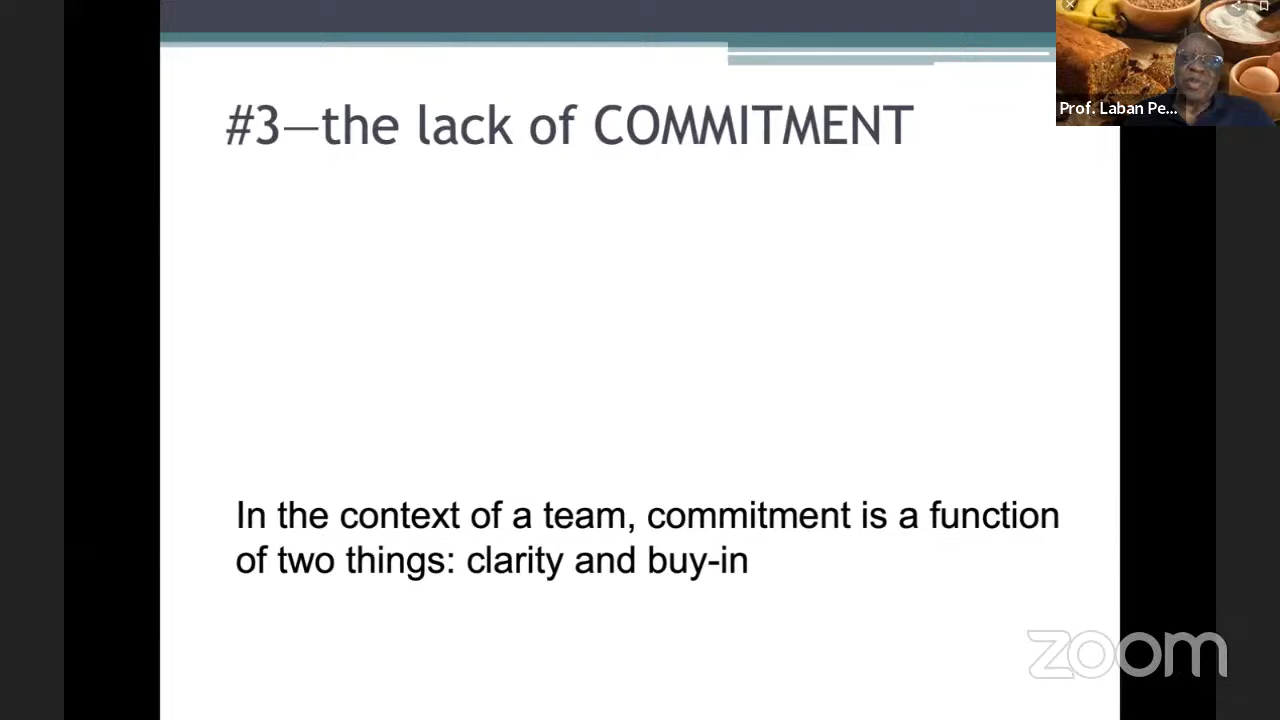 #3—the lack of COMMITMENT
Prof. Laban Pe...
In the context of a team, commitment is a function
of two things: clarity and buy-in
zoom